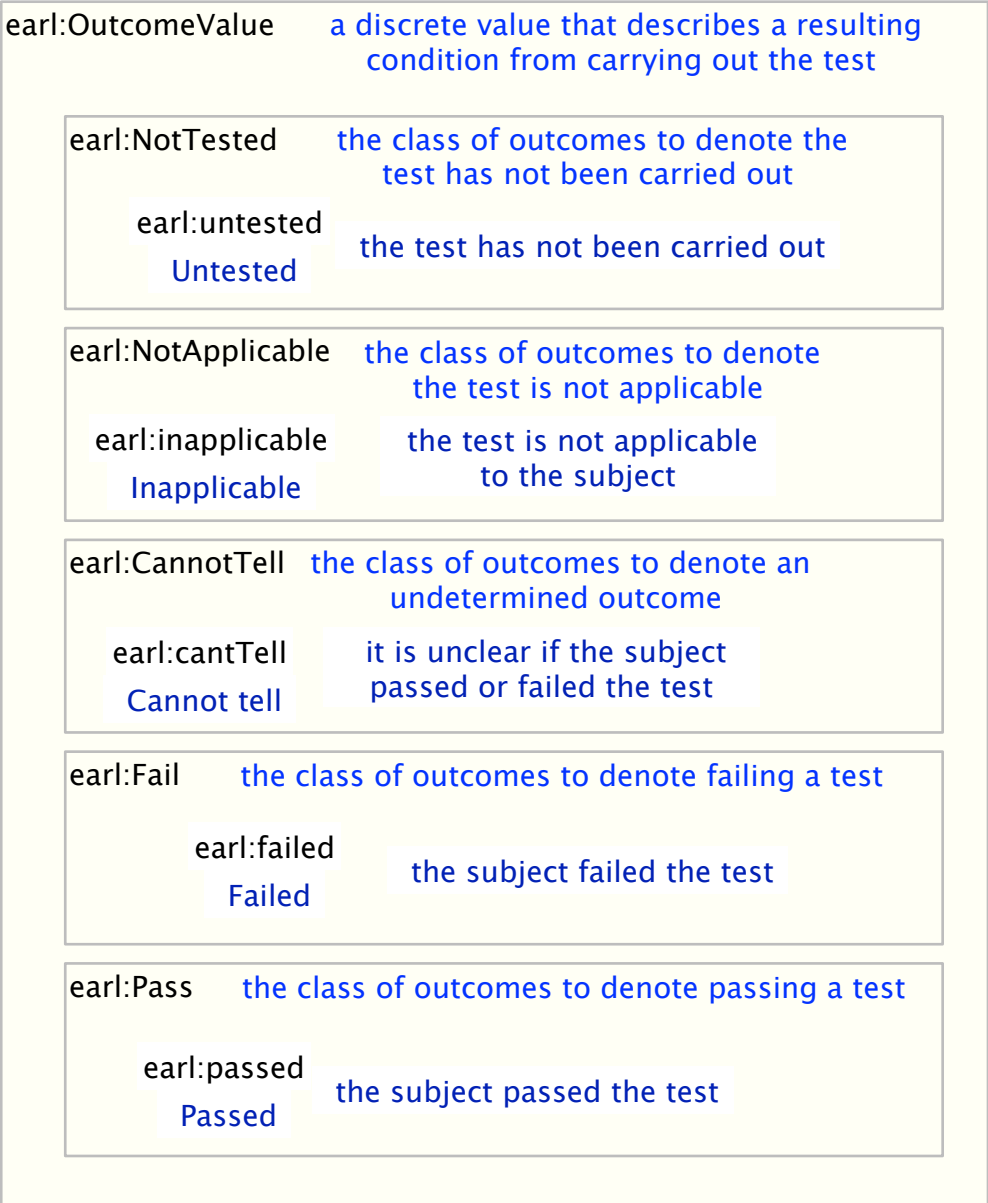 earl:OutcomeValue a discrete value that describes a resulting
condition from carrying out the test
earl:NotTested the class of outcomes to denote the
test has not been carried out
earl:untested
the test has not been carried out
Untested
earl:NotApplicable the class of outcomes to denote
the test is not applicable
earl:inapplicable the test is not applicable
Inapplicable to the subject
earl:CannotTell the class of outcomes to denote an
undetermined outcome
earl:cantTell it is unclear if the subject
Cannot tell passed or failed the test
earl:Fail the class of outcomes to denote failing a test
earl:failed
the subject failed the test
Failed
earl:Pass the class of outcomes to denote passing a test
earl:passed
the subject passed the test
Passed